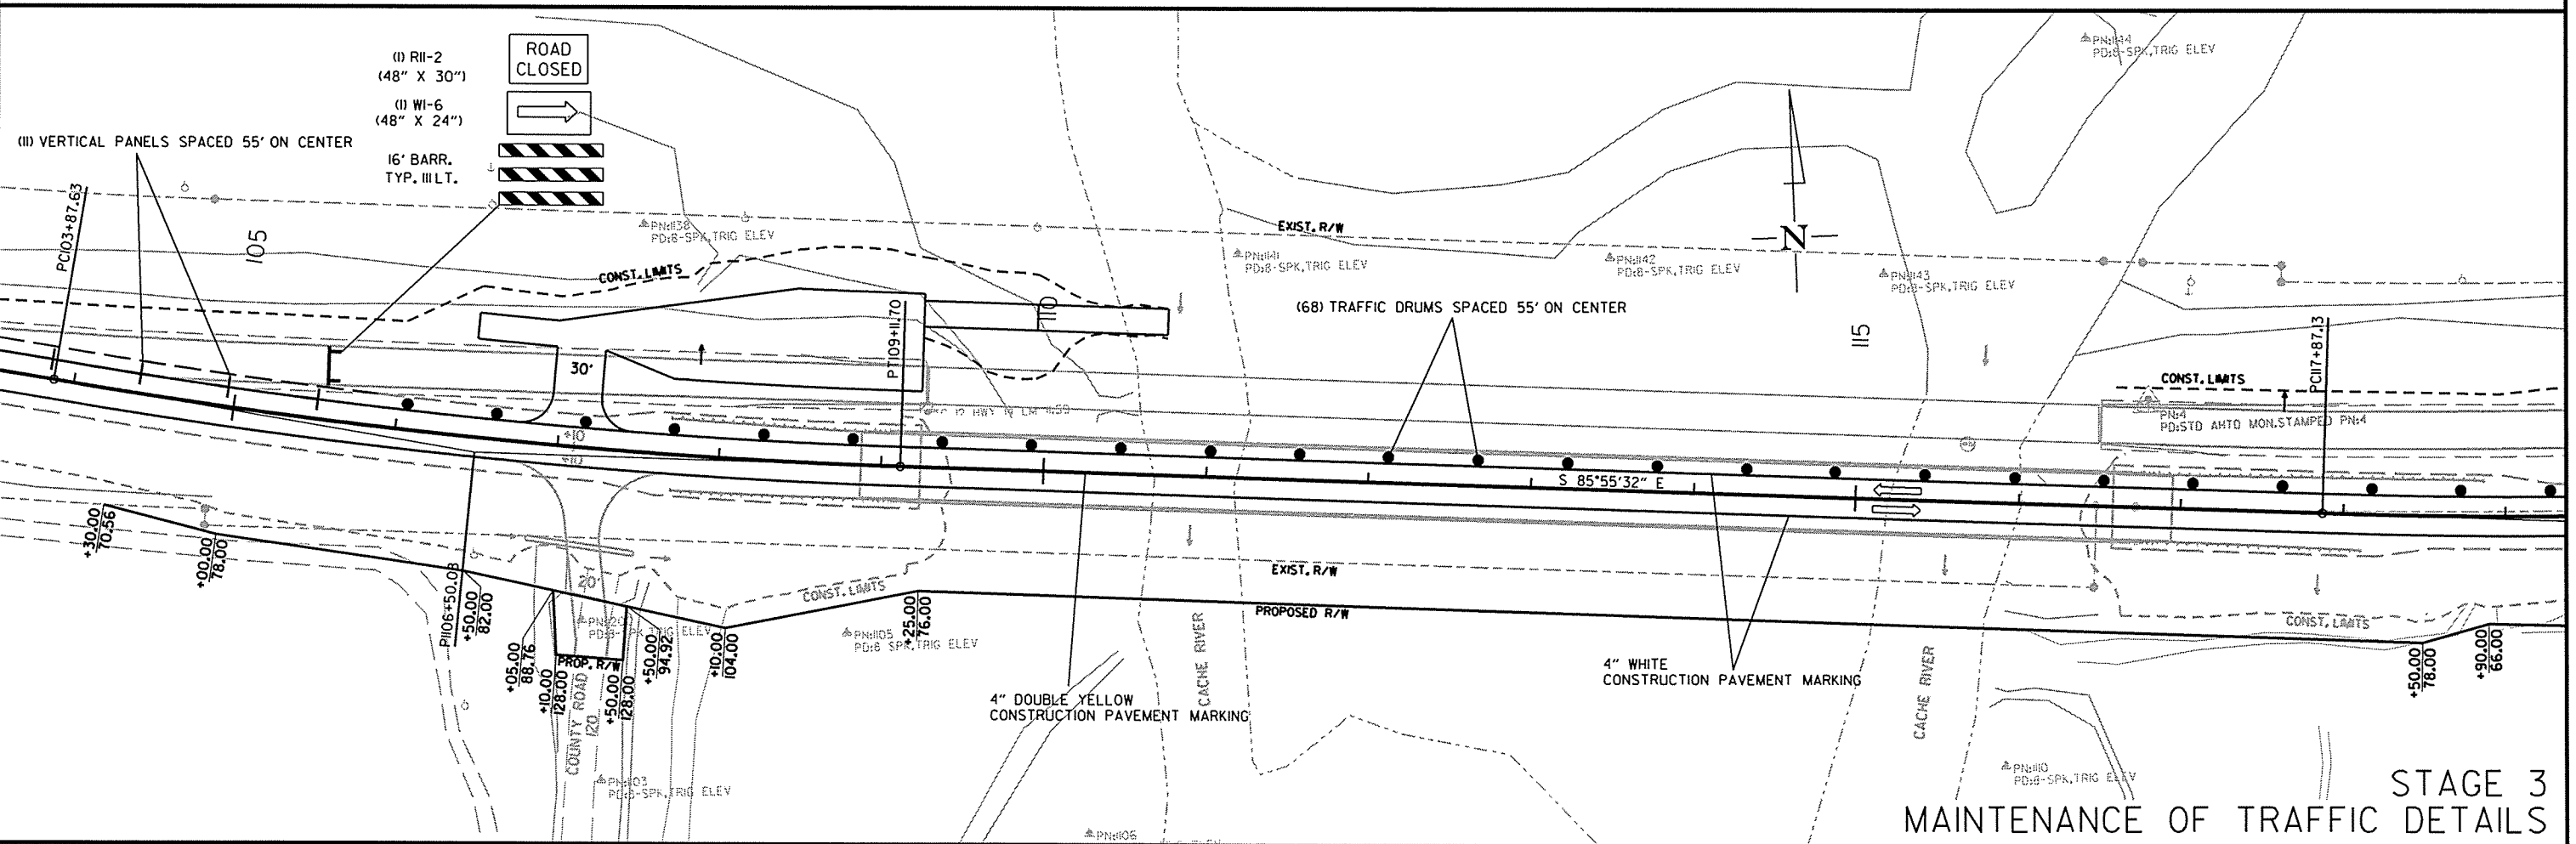 (1) R11-2
(48" X 30")
ROAD
CLOSED
(1) W1-6
(48" X 24")
16' BARR.
TYP. III LT.
(11) VERTICAL PANELS SPACED 55' ON CENTER
PC103+87.63
105
PN:1138
PD:8-SPK,TRIG ELEV
CONST. LIMITS
EXIST. R/W
PN:1141
PD:8-SPK,TRIG ELEV
PN:1142
PD:8-SPK,TRIG ELEV
N
PN:1143
PD:8-SPK,TRIG ELEV
PN:1144
PD:8-SPK,TRIG ELEV
110
PT109+11.70
30'
(68) TRAFFIC DRUMS SPACED 55' ON CENTER
115
PC117+87.13
CONST. LIMITS
PN:4
PD:STD AHTD MON.STAMPED PN:4
+10
+10
S 85°55'32" E
+30.00
70.56
+00.00
78.00
PI106+50.08
+50.00
82.00
20'
+05.00
88.76
+10.00
128.00
PROP. R/W
+50.00
128.00
+50.00
94.92
+10.00
104.00
COUNTY ROAD
120
PD:8-SPK,TRIG ELEV
PN:1103
PD:8-SPK,TRIG ELEV
CONST. LIMITS
PN:1105
PD:8 SPK,TRIG ELEV
+25.00
76.00
EXIST. R/W
PROPOSED R/W
CACHE RIVER
4" DOUBLE YELLOW
CONSTRUCTION PAVEMENT MARKING
PN:1106
4" WHITE
CONSTRUCTION PAVEMENT MARKING
CACHE RIVER
PN:1110
PD:8-SPK,TRIG ELEV
CONST. LIMITS
+50.00
78.00
+90.00
66.00
STAGE 3
MAINTENANCE OF TRAFFIC DETAILS